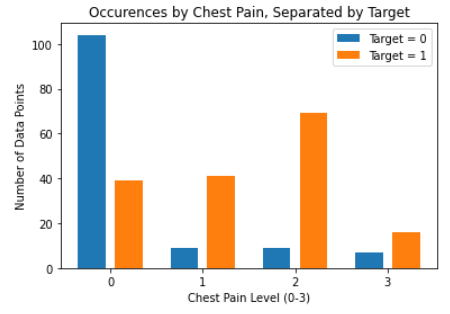 Occurences by Chest Pain, Separated by Target
Target = 0
Target = 1
Number of Data Points
100
80
60
40
20
0
0 1 2 3
Chest Pain Level (0-3)